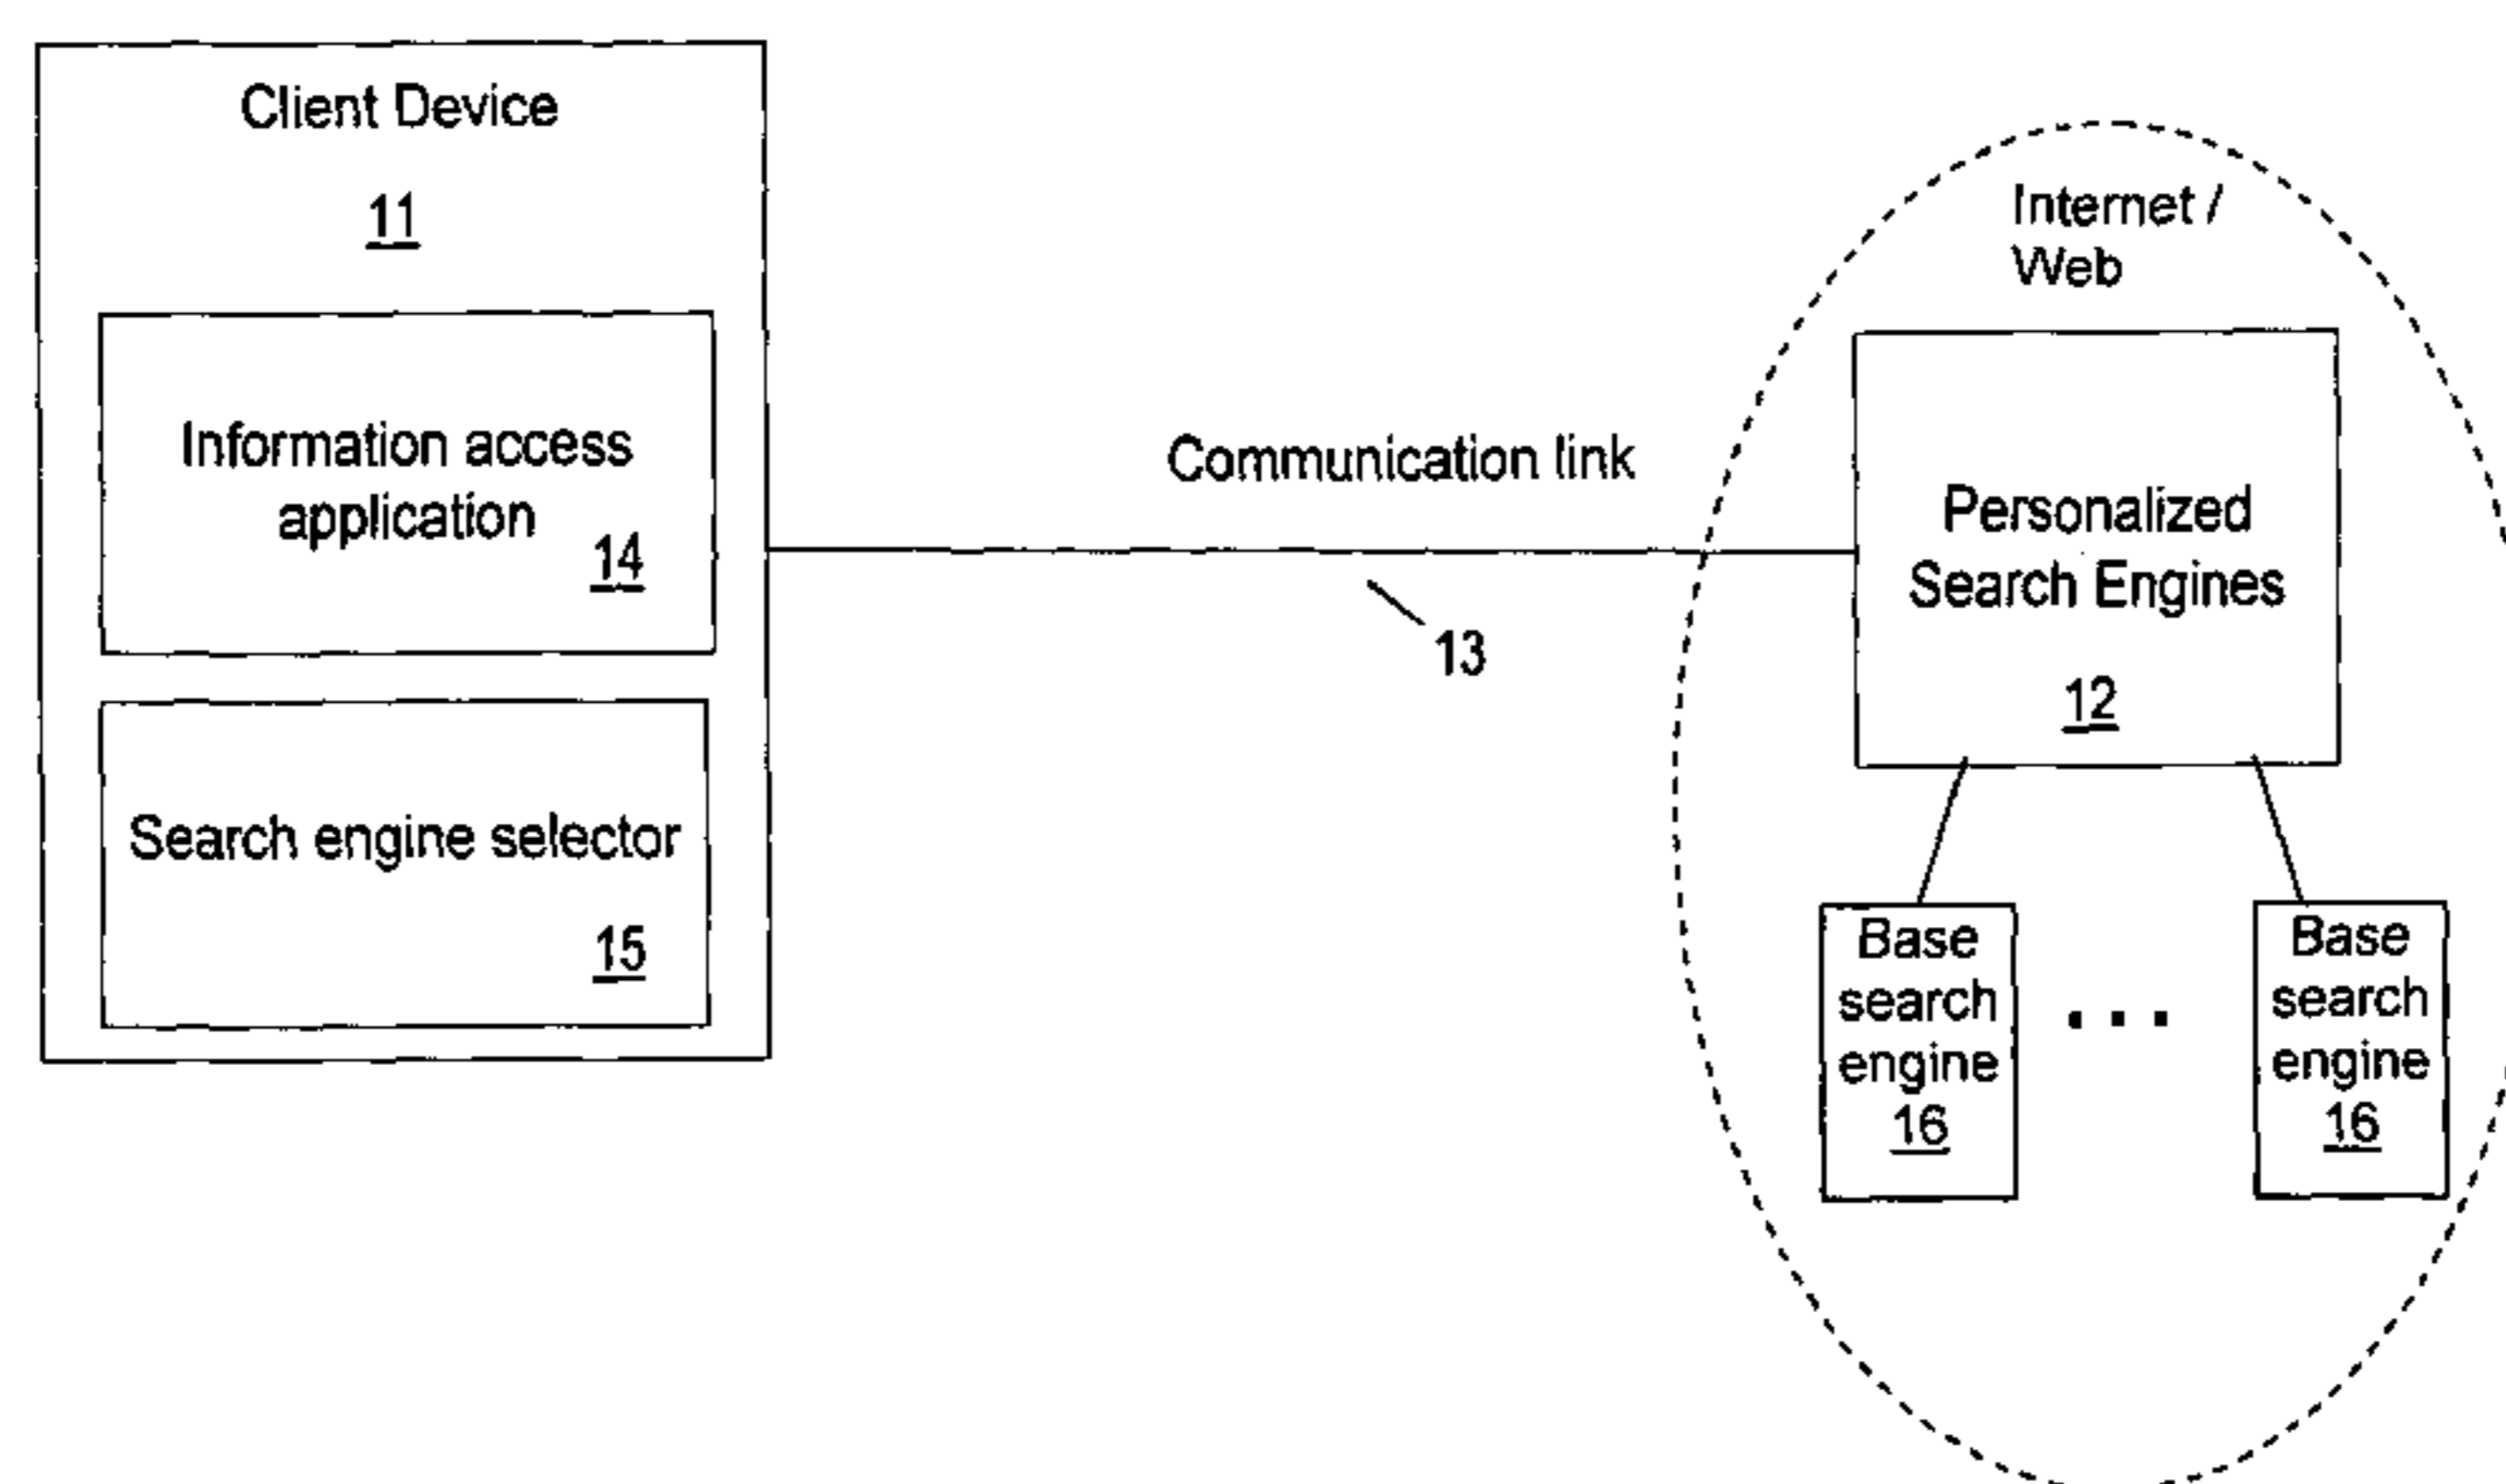 Client Device
11
Information access
application
14
Search engine selector
15
Communication link
13
Internet /
Web
Personalized
Search Engines
12
Base
search
engine
16
...
Base
search
engine
16